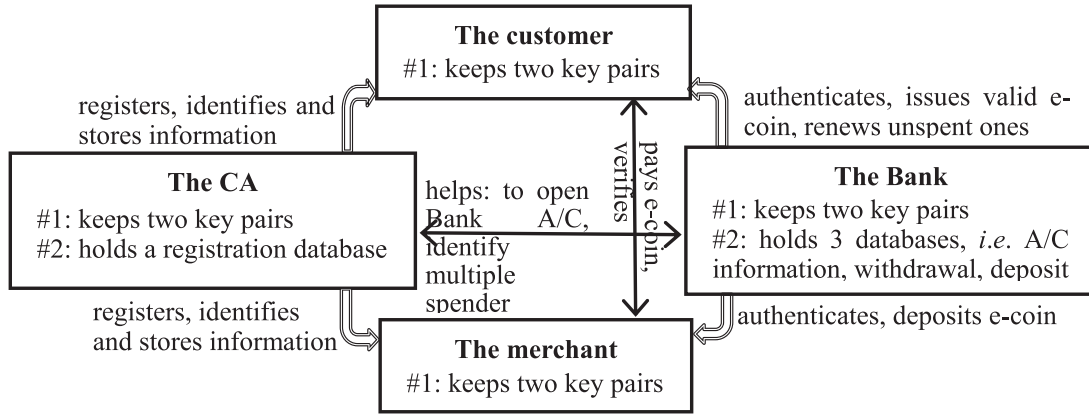 The customer
#1: keeps two key pairs
registers, identifies and
stores information
authenticates, issues valid e-
coin, renews unspent ones
The CA
#1: keeps two key pairs
#2: holds a registration database
helps: to open
Bank A/C,
identify
multiple
spender
pays e-coin,
verifies
The Bank
#1: keeps two key pairs
#2: holds 3 databases, i.e. A/C
information, withdrawal, deposit
registers, identifies
and stores information
authenticates, deposits e-coin
The merchant
#1: keeps two key pairs